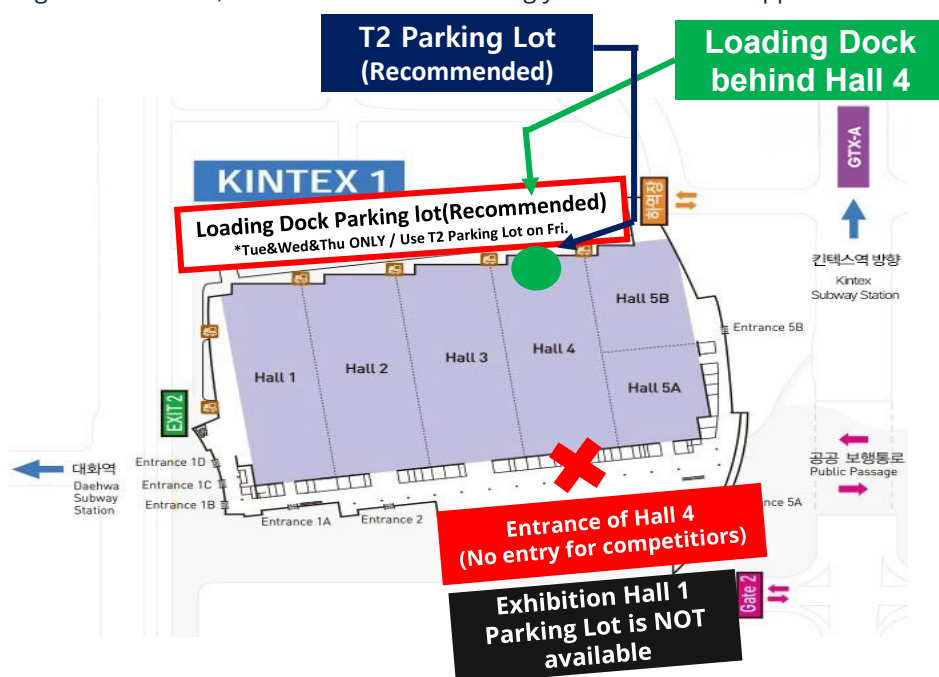 T2 Parking Lot
(Recommended)
Loading Dock
behind Hall 4
GTX-A
KINTEX 1
하역장
Loading Dock Parking lot(Recommended)
*Tue&Wed&Thu ONLY / Use T2 Parking Lot on Fri.
킨텍스역 방향
Kintex
Subway Station
Hall 5B
Entrance 5B
Hall 1
Hall 2
Hall 3
Hall 4
Hall 5A
EXIT 2
대화역
Daehwa
Subway
Station
Entrance 1D
Entrance 1C
Entrance 1B
Entrance 1A
Entrance 2
공공 보행통로
Public Passage
nce 5A
Entrance of Hall 4
(No entry for competitiors)
Exhibition Hall 1
Parking Lot is NOT
available
Gate 2